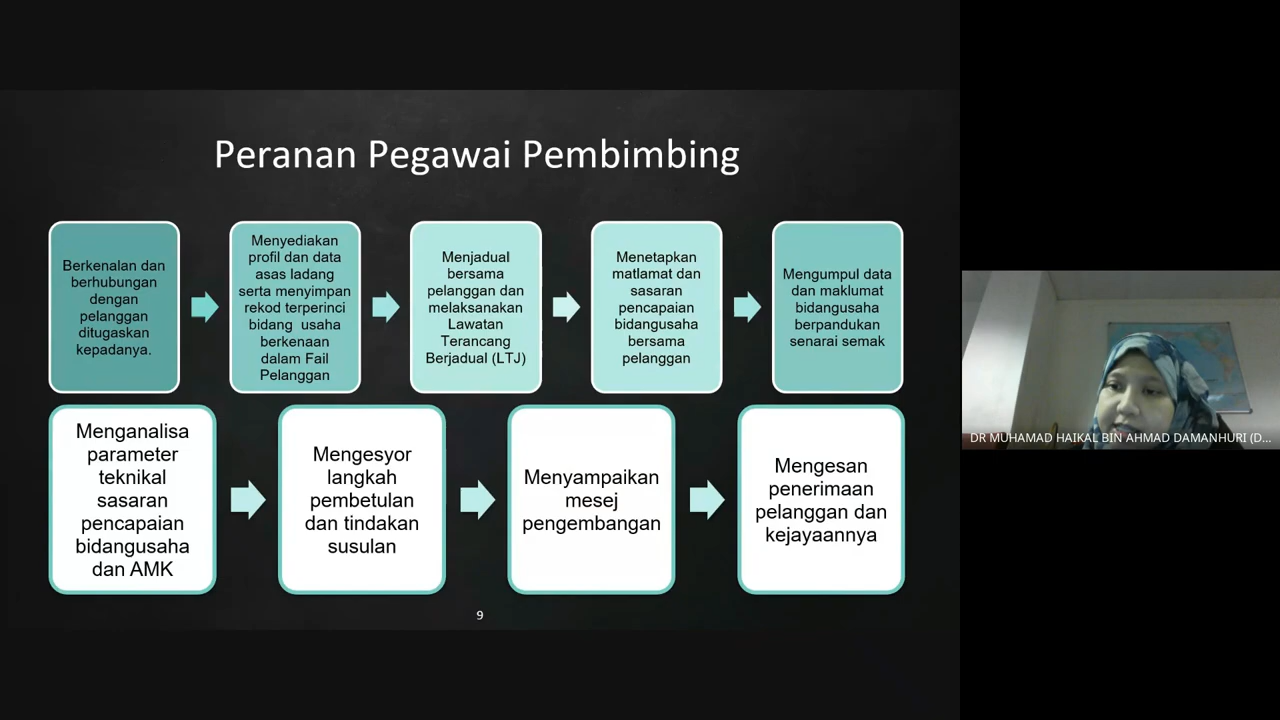 Peranan Pegawai Pembimbing
Berkenalan dan
berhubungan
dengan
pelanggan
ditugaskan
kepadanya.
Menyediakan
profil dan data
asas ladang
serta menyimpan
rekod terperinci
bidang usaha
berkenaan
dalam Fail
Pelanggan
Menjadual
bersama
pelanggan dan
melaksanakan
Lawatan
Terancang
Berjadual (LTJ)
Menetapkan
matlamat dan
sasaran
pencapaian
bidangusaha
bersama
pelanggan
Mengumpul data
dan maklumat
bidangusaha
berpandukan
senarai semak
Menganalisa
parameter
teknikal
sasaran
pencapaian
bidangusaha
dan AMK
Mengesyor
langkah
pembetulan
dan tindakan
susulan
Menyampaikan
mesej
pengembangan
Mengesan
penerimaan
pelanggan dan
kejayaannya
9
DR MUHAMAD HAIKAL BIN AHMAD DAMANHURI (D...